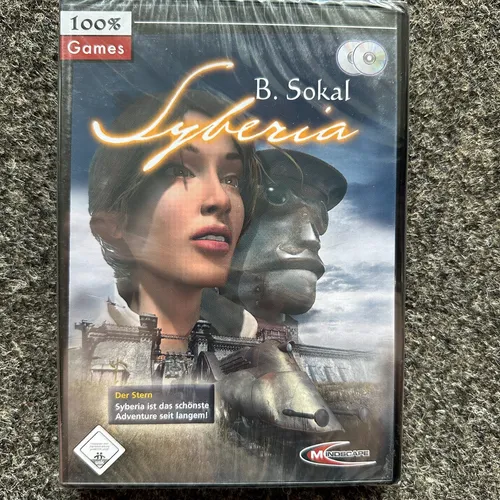 100%
Games
B. Sokal
Syberia
Der Stern
Syberia ist das schönste
Adventure seit langem!
MINDSCAPE